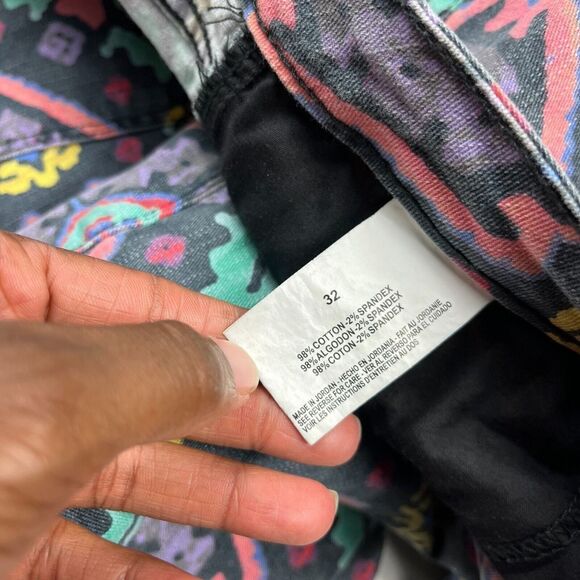 32
98% COTTON-2% SPANDEX
98% ALGODON-2% SPANDEX
98% COTON-2% SPANDEX
MADE IN JORDAN - HECHO EN JORDANIA - FAIT AU JORDANIE
SEE REVERSE FOR CARE - VER AL REVERSO PARA EL CUIDADO
VOIR LES INSTRUCTIONS D'ENTRETIEN AU DOS